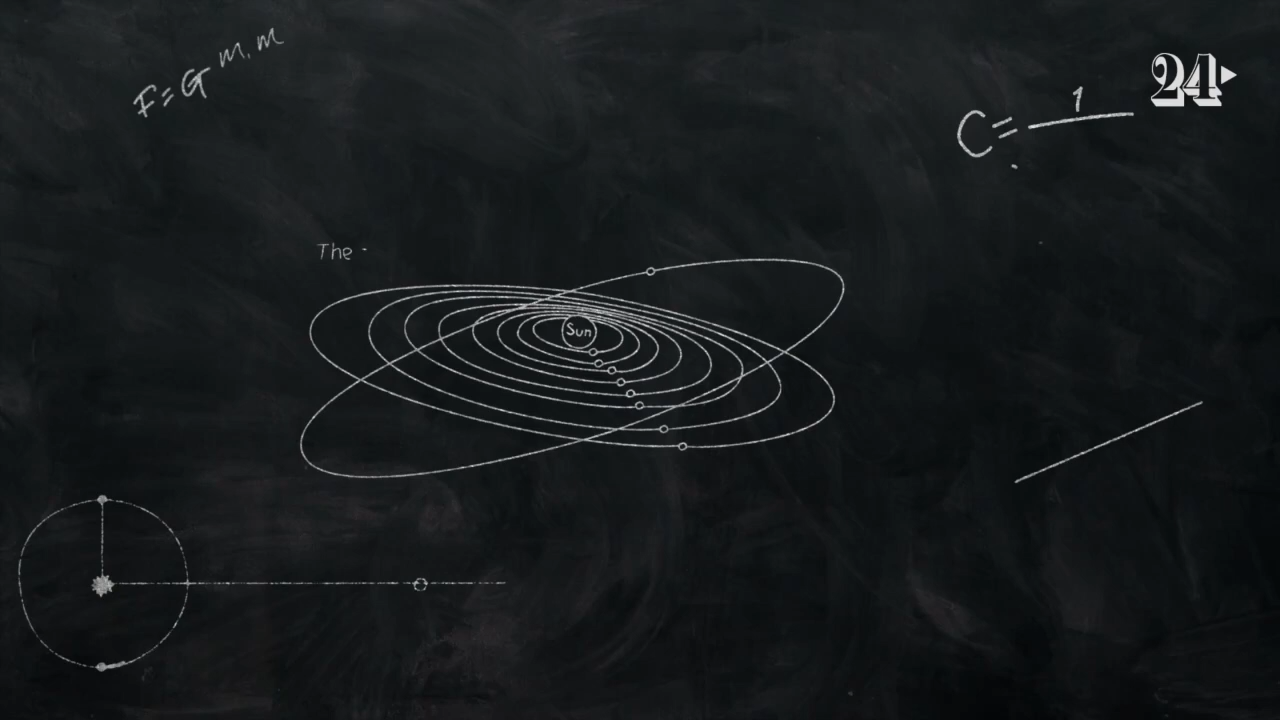 F=G m, m
24
C= 1
The
Sun